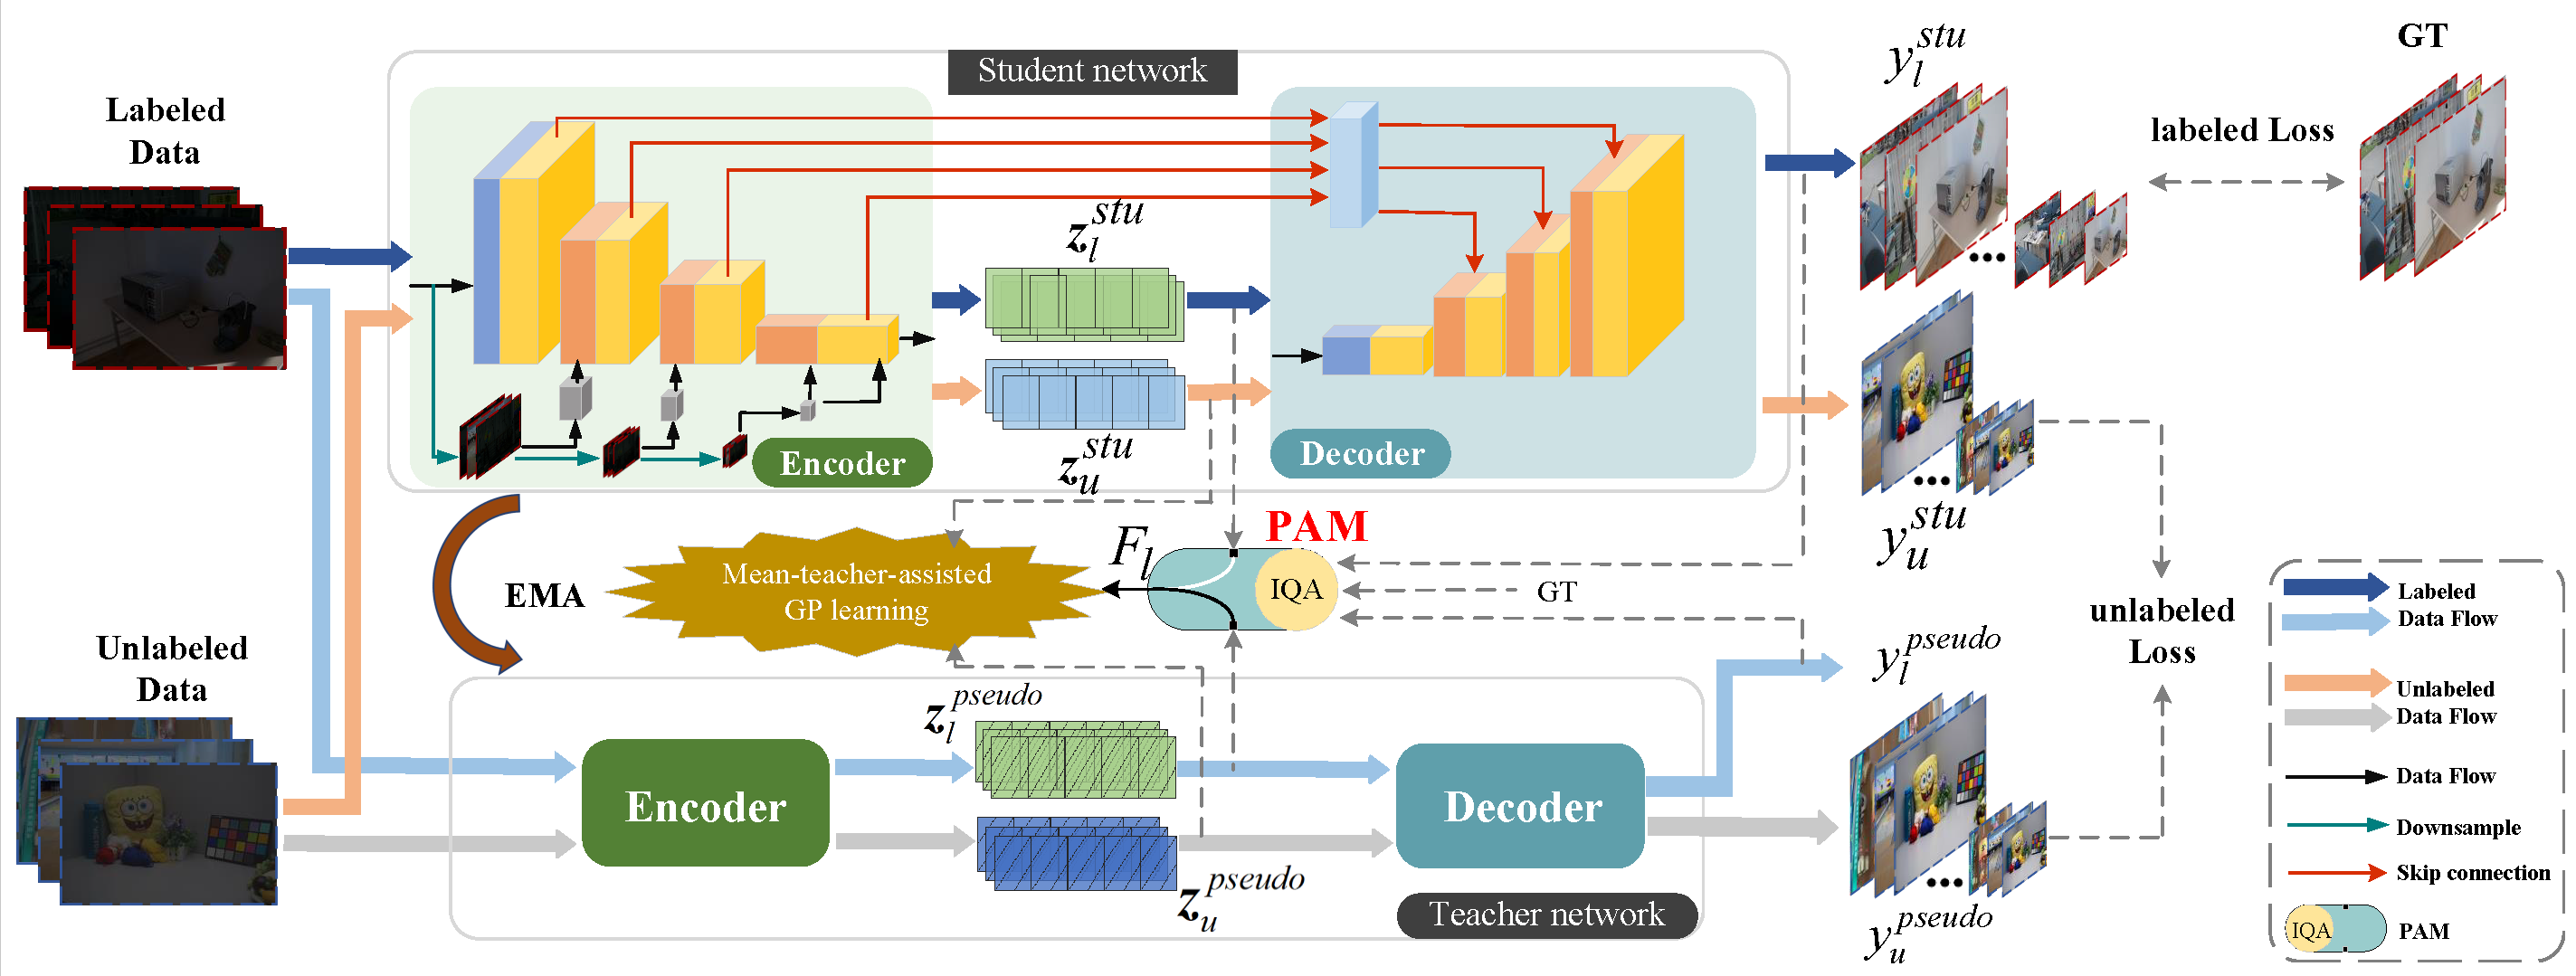 Student network
Labeled
Data
Unlabeled
Data
Encoder
Decoder
z_l^{stu}
z_u^{stu}
y_l^{stu}
GT
labeled Loss
y_u^{stu}
EMA
Mean-teacher-assisted
GP learning
F_l
PAM
IQA
GT
unlabeled
Loss
y_l^{pseudo}
z_l^{pseudo}
Encoder
Decoder
z_u^{pseudo}
Teacher network
y_u^{pseudo}
Labeled
Data Flow
Unlabeled
Data Flow
Data Flow
Downsample
Skip connection
IQA
PAM